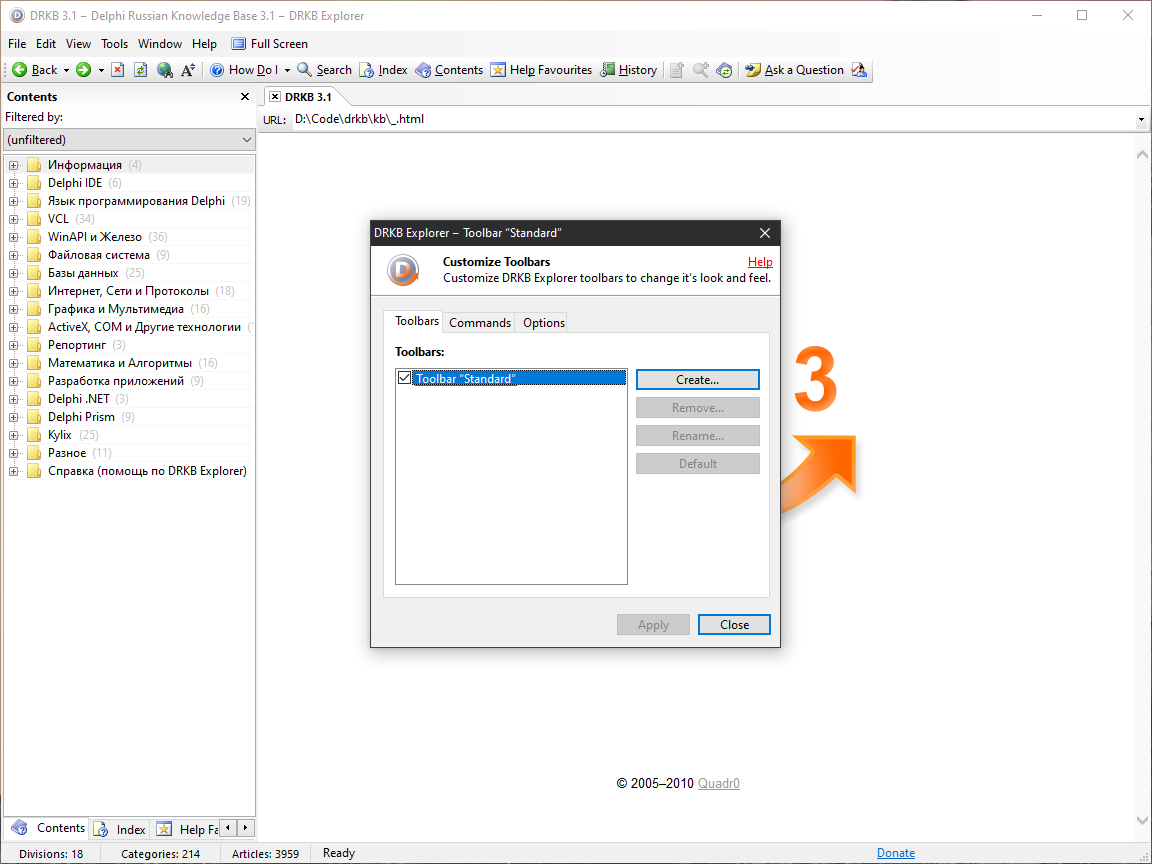 DRKB 3.1 – Delphi Russian Knowledge Base 3.1 – DRKB Explorer
File Edit View Tools Window Help Full Screen
Back How Do I Search Index Contents Help Favourites History Ask a Question
Contents
DRKB 3.1
Filtered by:
URL: D:\Code\drkb\kb\_.html
(unfiltered)
Информация (4)
Delphi IDE (6)
Язык программирования Delphi (19)
VCL (34)
WinAPI и Железо (36)
Файловая система (9)
Базы данных (25)
Интернет, Сети и Протоколы (18)
Графика и Мультимедиа (16)
ActiveX, COM и Другие технологии
Репортинг (3)
Математика и Алгоритмы (16)
Разработка приложений (9)
Delphi .NET (3)
Delphi Prism (9)
Kylix (25)
Разное (11)
Справка (помощь по DRKB Explorer)
DRKB Explorer – Toolbar “Standard”
Customize Toolbars Help
Customize DRKB Explorer toolbars to change it's look and feel.
Toolbars Commands Options
Toolbars:
Toolbar “Standard”
Create...
Remove...
Rename...
Default
Apply Close
3
© 2005–2010 Quadr0
Contents Index Help Fa
Divisions: 18 Categories: 214 Articles: 3959 Ready Donate